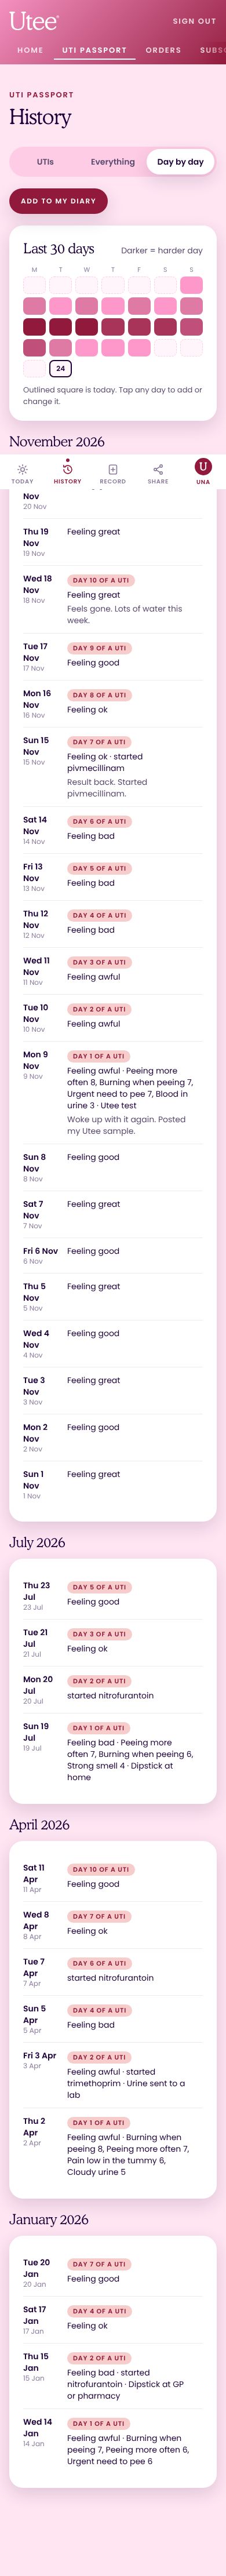 Utee
SIGN OUT
HOME
UTI PASSPORT
ORDERS
SUBS
UTI PASSPORT
History
UTIs
Everything
Day by day
ADD TO MY DIARY
Last 30 days
Darker = harder day
M T W T F S S
24
Outlined square is today. Tap any day to add or
change it.
November 2026
TODAY
HISTORY
RECORD
SHARE
U
UNA
Nov
20 Nov
Thu 19
Nov
19 Nov
Feeling great
Wed 18
Nov
18 Nov
DAY 10 OF A UTI
Feeling great
Feels gone. Lots of water this
week.
Tue 17
Nov
17 Nov
DAY 9 OF A UTI
Feeling good
Mon 16
Nov
16 Nov
DAY 8 OF A UTI
Feeling ok
Sun 15
Nov
15 Nov
DAY 7 OF A UTI
Feeling ok · started
pivmecillinam
Result back. Started
pivmecillinam.
Sat 14
Nov
14 Nov
DAY 6 OF A UTI
Feeling bad
Fri 13
Nov
13 Nov
DAY 5 OF A UTI
Feeling bad
Thu 12
Nov
12 Nov
DAY 4 OF A UTI
Feeling bad
Wed 11
Nov
11 Nov
DAY 3 OF A UTI
Feeling awful
Tue 10
Nov
10 Nov
DAY 2 OF A UTI
Feeling awful
Mon 9
Nov
9 Nov
DAY 1 OF A UTI
Feeling awful · Peeing more
often 8, Burning when peeing 7,
Urgent need to pee 7, Blood in
urine 3 · Utee test
Woke up with it again. Posted
my Utee sample.
Sun 8
Nov
8 Nov
Feeling good
Sat 7
Nov
7 Nov
Feeling great
Fri 6 Nov
6 Nov
Feeling good
Thu 5
Nov
5 Nov
Feeling great
Wed 4
Nov
4 Nov
Feeling good
Tue 3
Nov
3 Nov
Feeling great
Mon 2
Nov
2 Nov
Feeling good
Sun 1
Nov
1 Nov
Feeling great
July 2026
Thu 23
Jul
23 Jul
DAY 5 OF A UTI
Feeling good
Tue 21
Jul
21 Jul
DAY 3 OF A UTI
Feeling ok
Mon 20
Jul
20 Jul
DAY 2 OF A UTI
started nitrofurantoin
Sun 19
Jul
19 Jul
DAY 1 OF A UTI
Feeling bad · Peeing more
often 7, Burning when peeing 6,
Strong smell 4 · Dipstick at
home
April 2026
Sat 11
Apr
11 Apr
DAY 10 OF A UTI
Feeling good
Wed 8
Apr
8 Apr
DAY 7 OF A UTI
Feeling ok
Tue 7
Apr
7 Apr
DAY 6 OF A UTI
started nitrofurantoin
Sun 5
Apr
5 Apr
DAY 4 OF A UTI
Feeling bad
Fri 3 Apr
3 Apr
DAY 2 OF A UTI
Feeling awful · started
trimethoprim · Urine sent to a
lab
Thu 2
Apr
2 Apr
DAY 1 OF A UTI
Feeling awful · Burning when
peeing 8, Peeing more often 7,
Pain low in the tummy 6,
Cloudy urine 5
January 2026
Tue 20
Jan
20 Jan
DAY 7 OF A UTI
Feeling good
Sat 17
Jan
17 Jan
DAY 4 OF A UTI
Feeling ok
Thu 15
Jan
15 Jan
DAY 2 OF A UTI
Feeling bad · started
nitrofurantoin · Dipstick at GP
or pharmacy
Wed 14
Jan
14 Jan
DAY 1 OF A UTI
Feeling awful · Burning when
peeing 7, Peeing more often 6,
Urgent need to pee 6